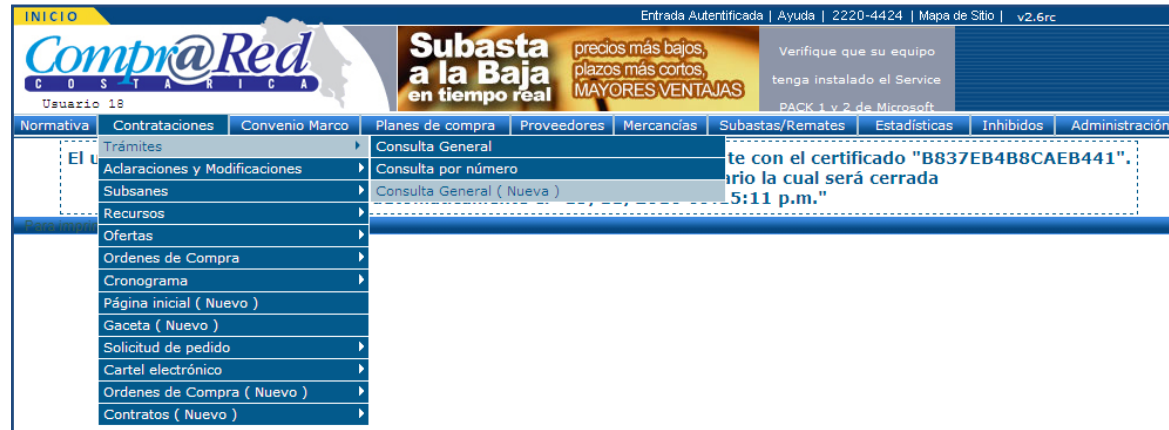 INICIO
Entrada Autentificada | Ayuda | 2220-4424 | Mapa de Sitio | v2.6rc
Compr@Red
COSTARICA
Usuario 18
Subasta
a la Baja
en tiempo real
precios más bajos,
plazos más cortos,
MAYORES VENTAJAS
Verifique que su equipo
tenga instalado el Service
PACK 1 y 2 de Microsoft
Normativa Contrataciones Convenio Marco Planes de compra Proveedores Mercancías Subastas/Remates Estadísticas Inhibidos Administración
El u
te con el certificado "B837EB4B8CAEB441".
rio la cual será cerrada
5:11 p.m."
Trámites
Aclaraciones y Modificaciones
Subsanes
Recursos
Ofertas
Ordenes de Compra
Cronograma
Página inicial ( Nuevo )
Gaceta ( Nuevo )
Solicitud de pedido
Cartel electrónico
Ordenes de Compra ( Nuevo )
Contratos ( Nuevo )
Consulta General
Consulta por número
Consulta General ( Nueva )
Para